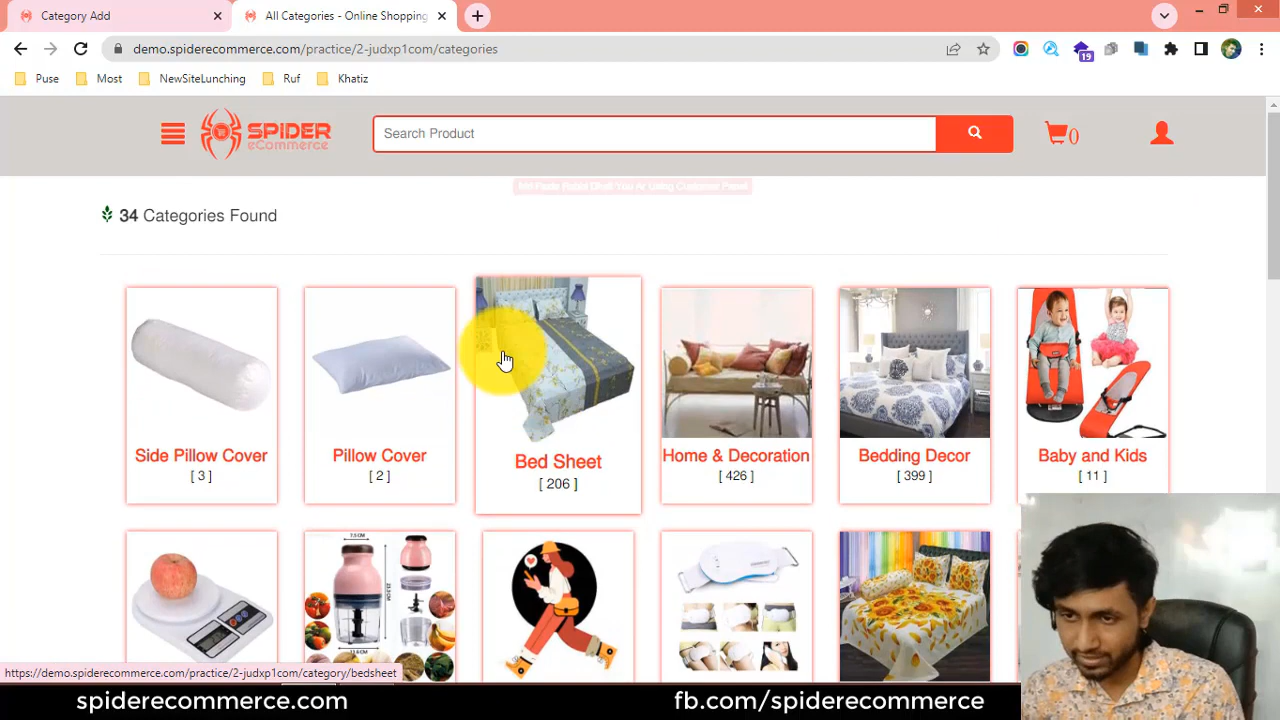 Category Add
All Categories - Online Shopping
demo.spiderecommerce.com/practice/2-judxp1com/categories
19
Puse
Most
NewSiteLunching
Ruf
Khatiz
SPIDER
eCommerce
Search Product
0
34 Categories Found
Side Pillow Cover
[ 3 ]
Pillow Cover
[ 2 ]
Bed Sheet
[ 206 ]
Home & Decoration
[ 426 ]
Bedding Decor
[ 399 ]
Baby and Kids
[ 11 ]
https://demo.spiderecommerce.com/practice/2-judxp1com/category/bedsheet
spiderecommerce.com
fb.com/spiderecommerce